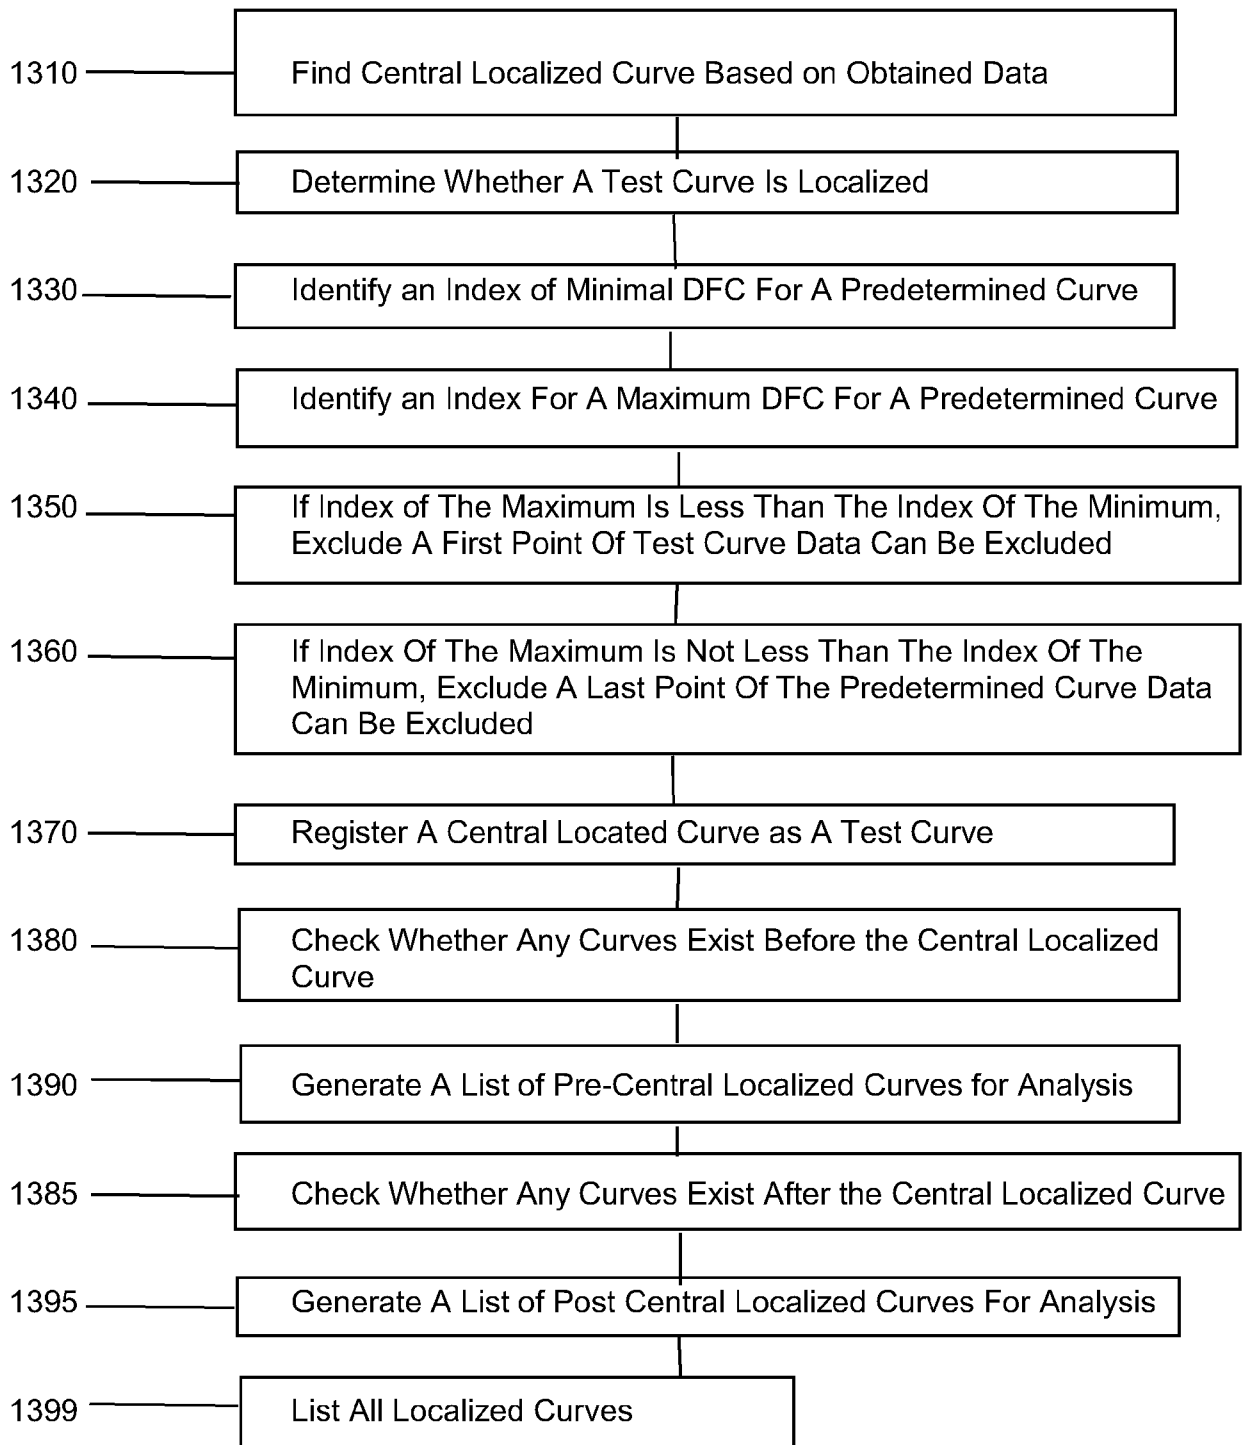 1310 Find Central Localized Curve Based on Obtained Data
1320 Determine Whether A Test Curve Is Localized
1330 Identify an Index of Minimal DFC For A Predetermined Curve
1340 Identify an Index For A Maximum DFC For A Predetermined Curve
1350 If Index of The Maximum Is Less Than The Index Of The Minimum,
Exclude A First Point Of Test Curve Data Can Be Excluded
1360 If Index Of The Maximum Is Not Less Than The Index Of The
Minimum, Exclude A Last Point Of The Predetermined Curve Data
Can Be Excluded
1370 Register A Central Located Curve as A Test Curve
1380 Check Whether Any Curves Exist Before the Central Localized
Curve
1390 Generate A List of Pre-Central Localized Curves for Analysis
1385 Check Whether Any Curves Exist After the Central Localized Curve
1395 Generate A List of Post Central Localized Curves For Analysis
1399 List All Localized Curves